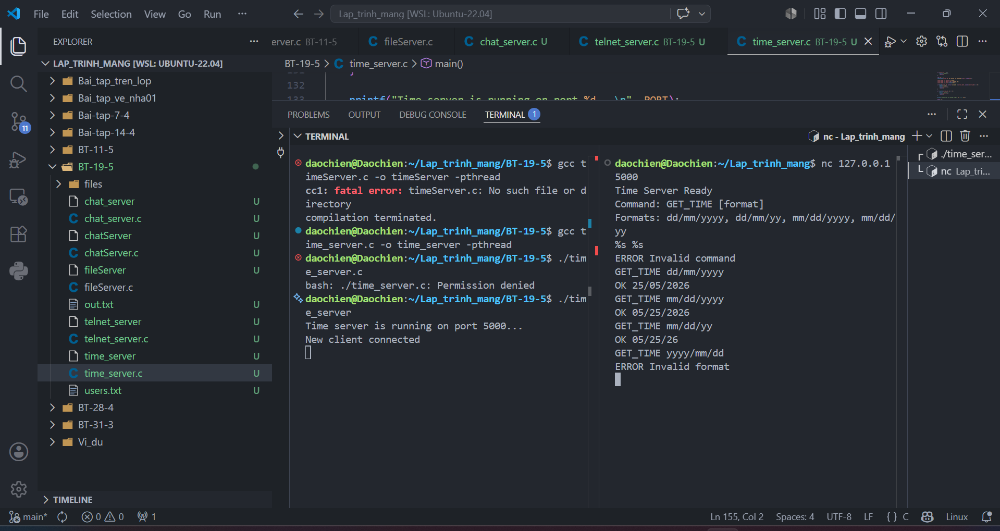 File Edit Selection View Go Run ···
Lap_trinh_mang [WSL: Ubuntu-22.04]
EXPLORER
erver.c BT-11-5
fileServer.c
chat_server.c U
telnet_server.c BT-19-5 U
time_server.c BT-19-5 U
LAP_TRINH_MANG [WSL: UBUNTU-22.04]
Bai_tap_tren_lop
Bai_tap_ve_nha01
Bai-tap-7-4
Bai-tap-14-4
BT-11-5
BT-19-5
files
chat_server U
chat_server.c U
chatServer U
chatServer.c U
fileServer U
fileServer.c
out.txt U
telnet_server U
telnet_server.c U
time_server U
time_server.c U
users.txt U
BT-28-4
BT-31-3
Vi_du
TIMELINE
11
BT-19-5 > C time_server.c > main()
131 }
132
133 printf("Time server is running on port %d...\n", PORT);
PROBLEMS OUTPUT DEBUG CONSOLE TERMINAL 1
TERMINAL
nc - Lap_trinh_mang
daochien@Daochien:~/Lap_trinh_mang/BT-19-5$ gcc t
imeServer.c -o timeServer -pthread
cc1: fatal error: timeServer.c: No such file or d
irectory
compilation terminated.
daochien@Daochien:~/Lap_trinh_mang/BT-19-5$ gcc t
ime_server.c -o time_server -pthread
daochien@Daochien:~/Lap_trinh_mang/BT-19-5$ ./tim
e_server.c
bash: ./time_server.c: Permission denied
daochien@Daochien:~/Lap_trinh_mang/BT-19-5$ ./tim
e_server
Time server is running on port 5000...
New client connected
daochien@Daochien:~/Lap_trinh_mang$ nc 127.0.0.1
5000
Time Server Ready
Command: GET_TIME [format]
Formats: dd/mm/yyyy, dd/mm/yy, mm/dd/yyyy, mm/dd/
yy
%s %s
ERROR Invalid command
GET_TIME dd/mm/yyyy
OK 25/05/2026
GET_TIME mm/dd/yyyy
OK 05/25/2026
GET_TIME mm/dd/yy
OK 05/25/26
GET_TIME yyyy/mm/dd
ERROR Invalid format
./time_ser...
nc Lap_tri...
main* 0 0 1
Ln 155, Col 2 Spaces: 4 UTF-8 LF { } C Linux